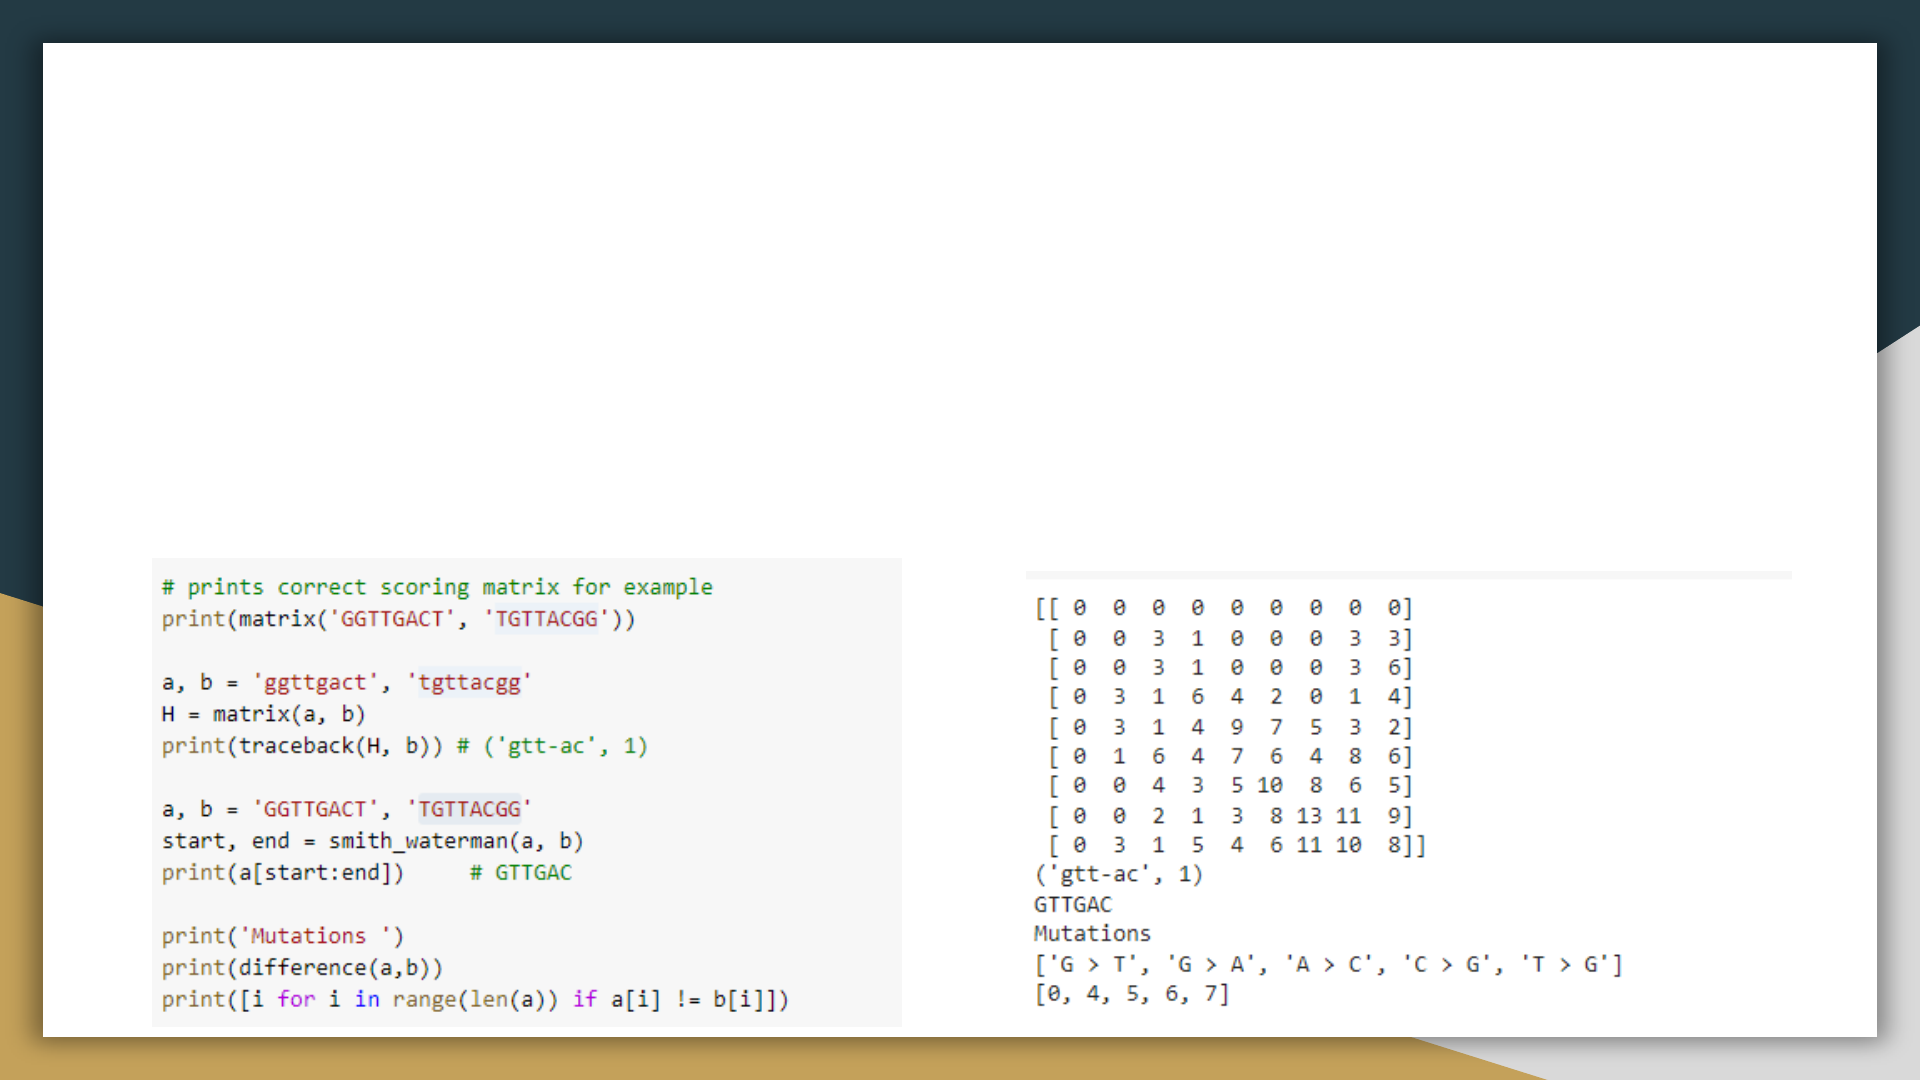 # prints correct scoring matrix for example
print(matrix('GGTTGACT', 'TGTTACGG'))
a, b = 'ggttgact', 'tgttacgg'
H = matrix(a, b)
print(traceback(H, b)) # ('gtt-ac', 1)
a, b = 'GGTTGACT', 'TGTTACGG'
start, end = smith_waterman(a, b)
print(a[start:end])     # GTTGAC
print('Mutations ')
print(difference(a,b))
print([i for i in range(len(a)) if a[i] != b[i]])
[[ 0  0  0  0  0  0  0  0  0]
 [ 0  0  3  1  0  0  0  3  3]
 [ 0  0  3  1  0  0  0  3  6]
 [ 0  3  1  6  4  2  0  1  4]
 [ 0  3  1  4  9  7  5  3  2]
 [ 0  1  6  4  7  6  4  8  6]
 [ 0  0  4  3  5 10  8  6  5]
 [ 0  0  2  1  3  8 13 11  9]
 [ 0  3  1  5  4  6 11 10  8]]
('gtt-ac', 1)
GTTGAC
Mutations
['G > T', 'G > A', 'A > C', 'C > G', 'T > G']
[0, 4, 5, 6, 7]